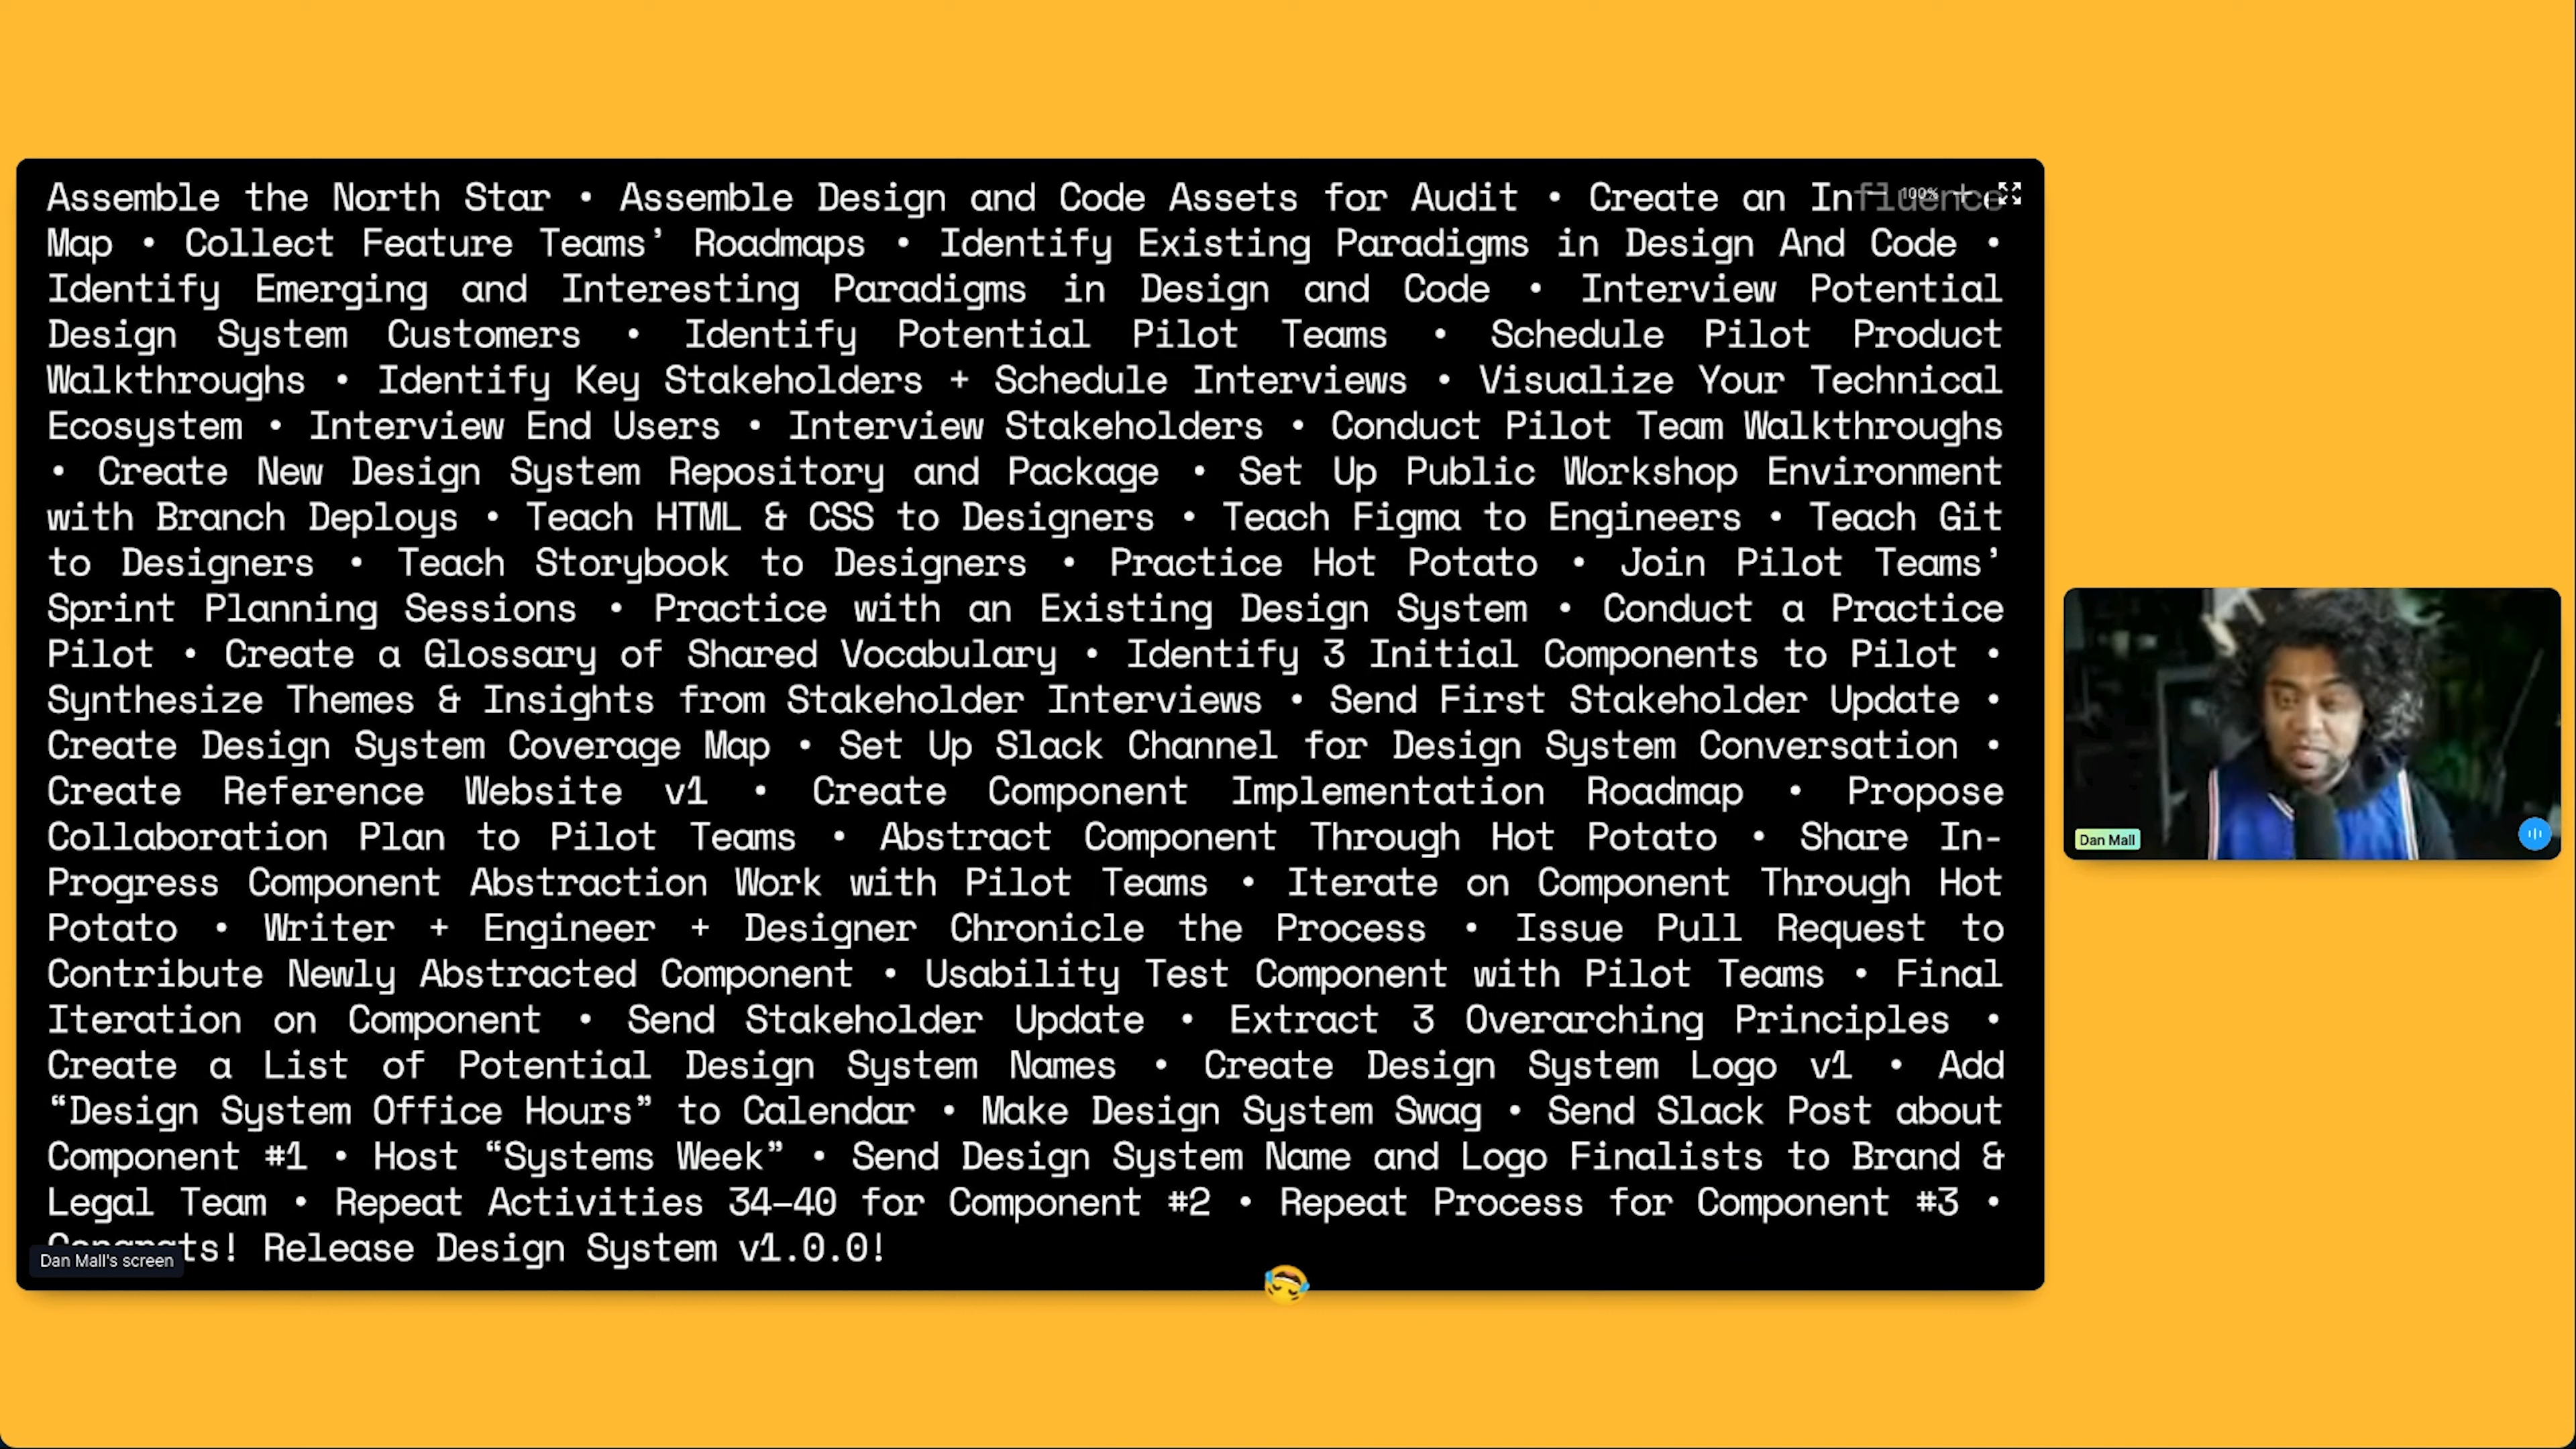 Assemble the North Star • Assemble Design and Code Assets for Audit • Create an Influence
Map • Collect Feature Teams’ Roadmaps • Identify Existing Paradigms in Design And Code •
Identify Emerging and Interesting Paradigms in Design and Code • Interview Potential
Design System Customers • Identify Potential Pilot Teams • Schedule Pilot Product
Walkthroughs • Identify Key Stakeholders + Schedule Interviews • Visualize Your Technical
Ecosystem • Interview End Users • Interview Stakeholders • Conduct Pilot Team Walkthroughs
• Create New Design System Repository and Package • Set Up Public Workshop Environment
with Branch Deploys • Teach HTML & CSS to Designers • Teach Figma to Engineers • Teach Git
to Designers • Teach Storybook to Designers • Practice Hot Potato • Join Pilot Teams’
Sprint Planning Sessions • Practice with an Existing Design System • Conduct a Practice
Pilot • Create a Glossary of Shared Vocabulary • Identify 3 Initial Components to Pilot •
Synthesize Themes & Insights from Stakeholder Interviews • Send First Stakeholder Update •
Create Design System Coverage Map • Set Up Slack Channel for Design System Conversation •
Create Reference Website v1 • Create Component Implementation Roadmap • Propose
Collaboration Plan to Pilot Teams • Abstract Component Through Hot Potato • Share In-
Progress Component Abstraction Work with Pilot Teams • Iterate on Component Through Hot
Potato • Writer + Engineer + Designer Chronicle the Process • Issue Pull Request to
Contribute Newly Abstracted Component • Usability Test Component with Pilot Teams • Final
Iteration on Component • Send Stakeholder Update • Extract 3 Overarching Principles •
Create a List of Potential Design System Names • Create Design System Logo v1 • Add
“Design System Office Hours” to Calendar • Make Design System Swag • Send Slack Post about
Component #1 • Host “Systems Week” • Send Design System Name and Logo Finalists to Brand &
Legal Team • Repeat Activities 34–40 for Component #2 • Repeat Process for Component #3 •
Congrats! Release Design System v1.0.0!
100%
Dan Mall's screen
Dan Mall